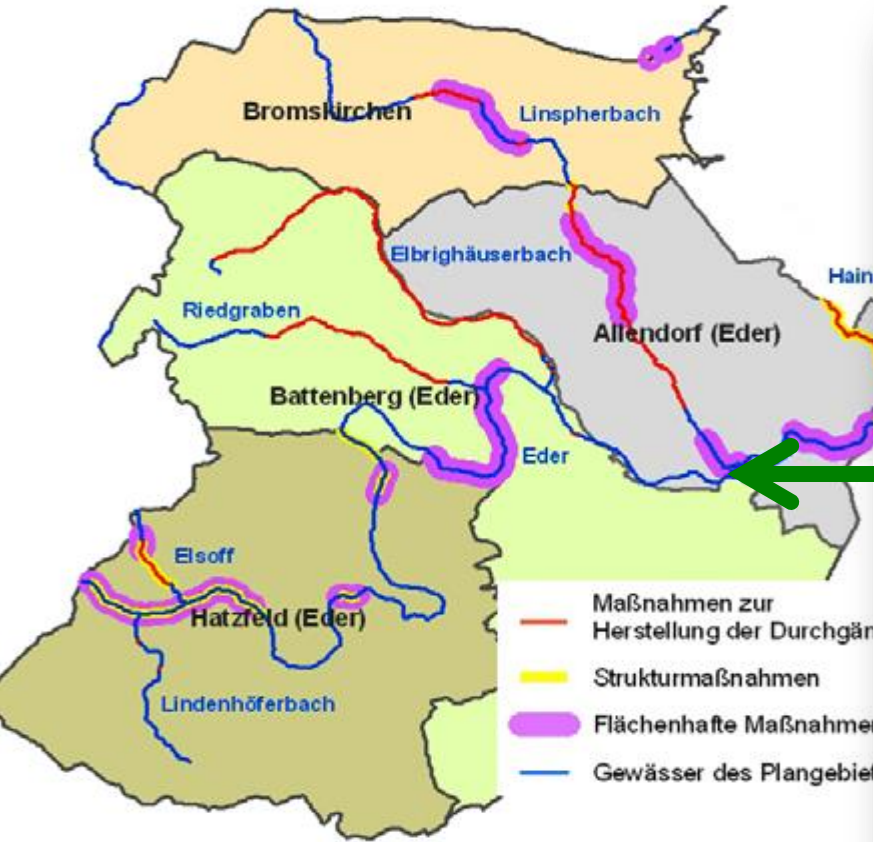 Bromskirchen
Linspherbach
Elbrighäuserbach
Hain
Riedgraben
Allendorf (Eder)
Battenberg (Eder)
Eder
Elsoff
Hatzfeld (Eder)
Lindenhöferbach
Maßnahmen zur
Herstellung der Durchgän
Strukturmaßnahmen
Flächenhafte Maßnahmen
Gewässer des Plangebiet